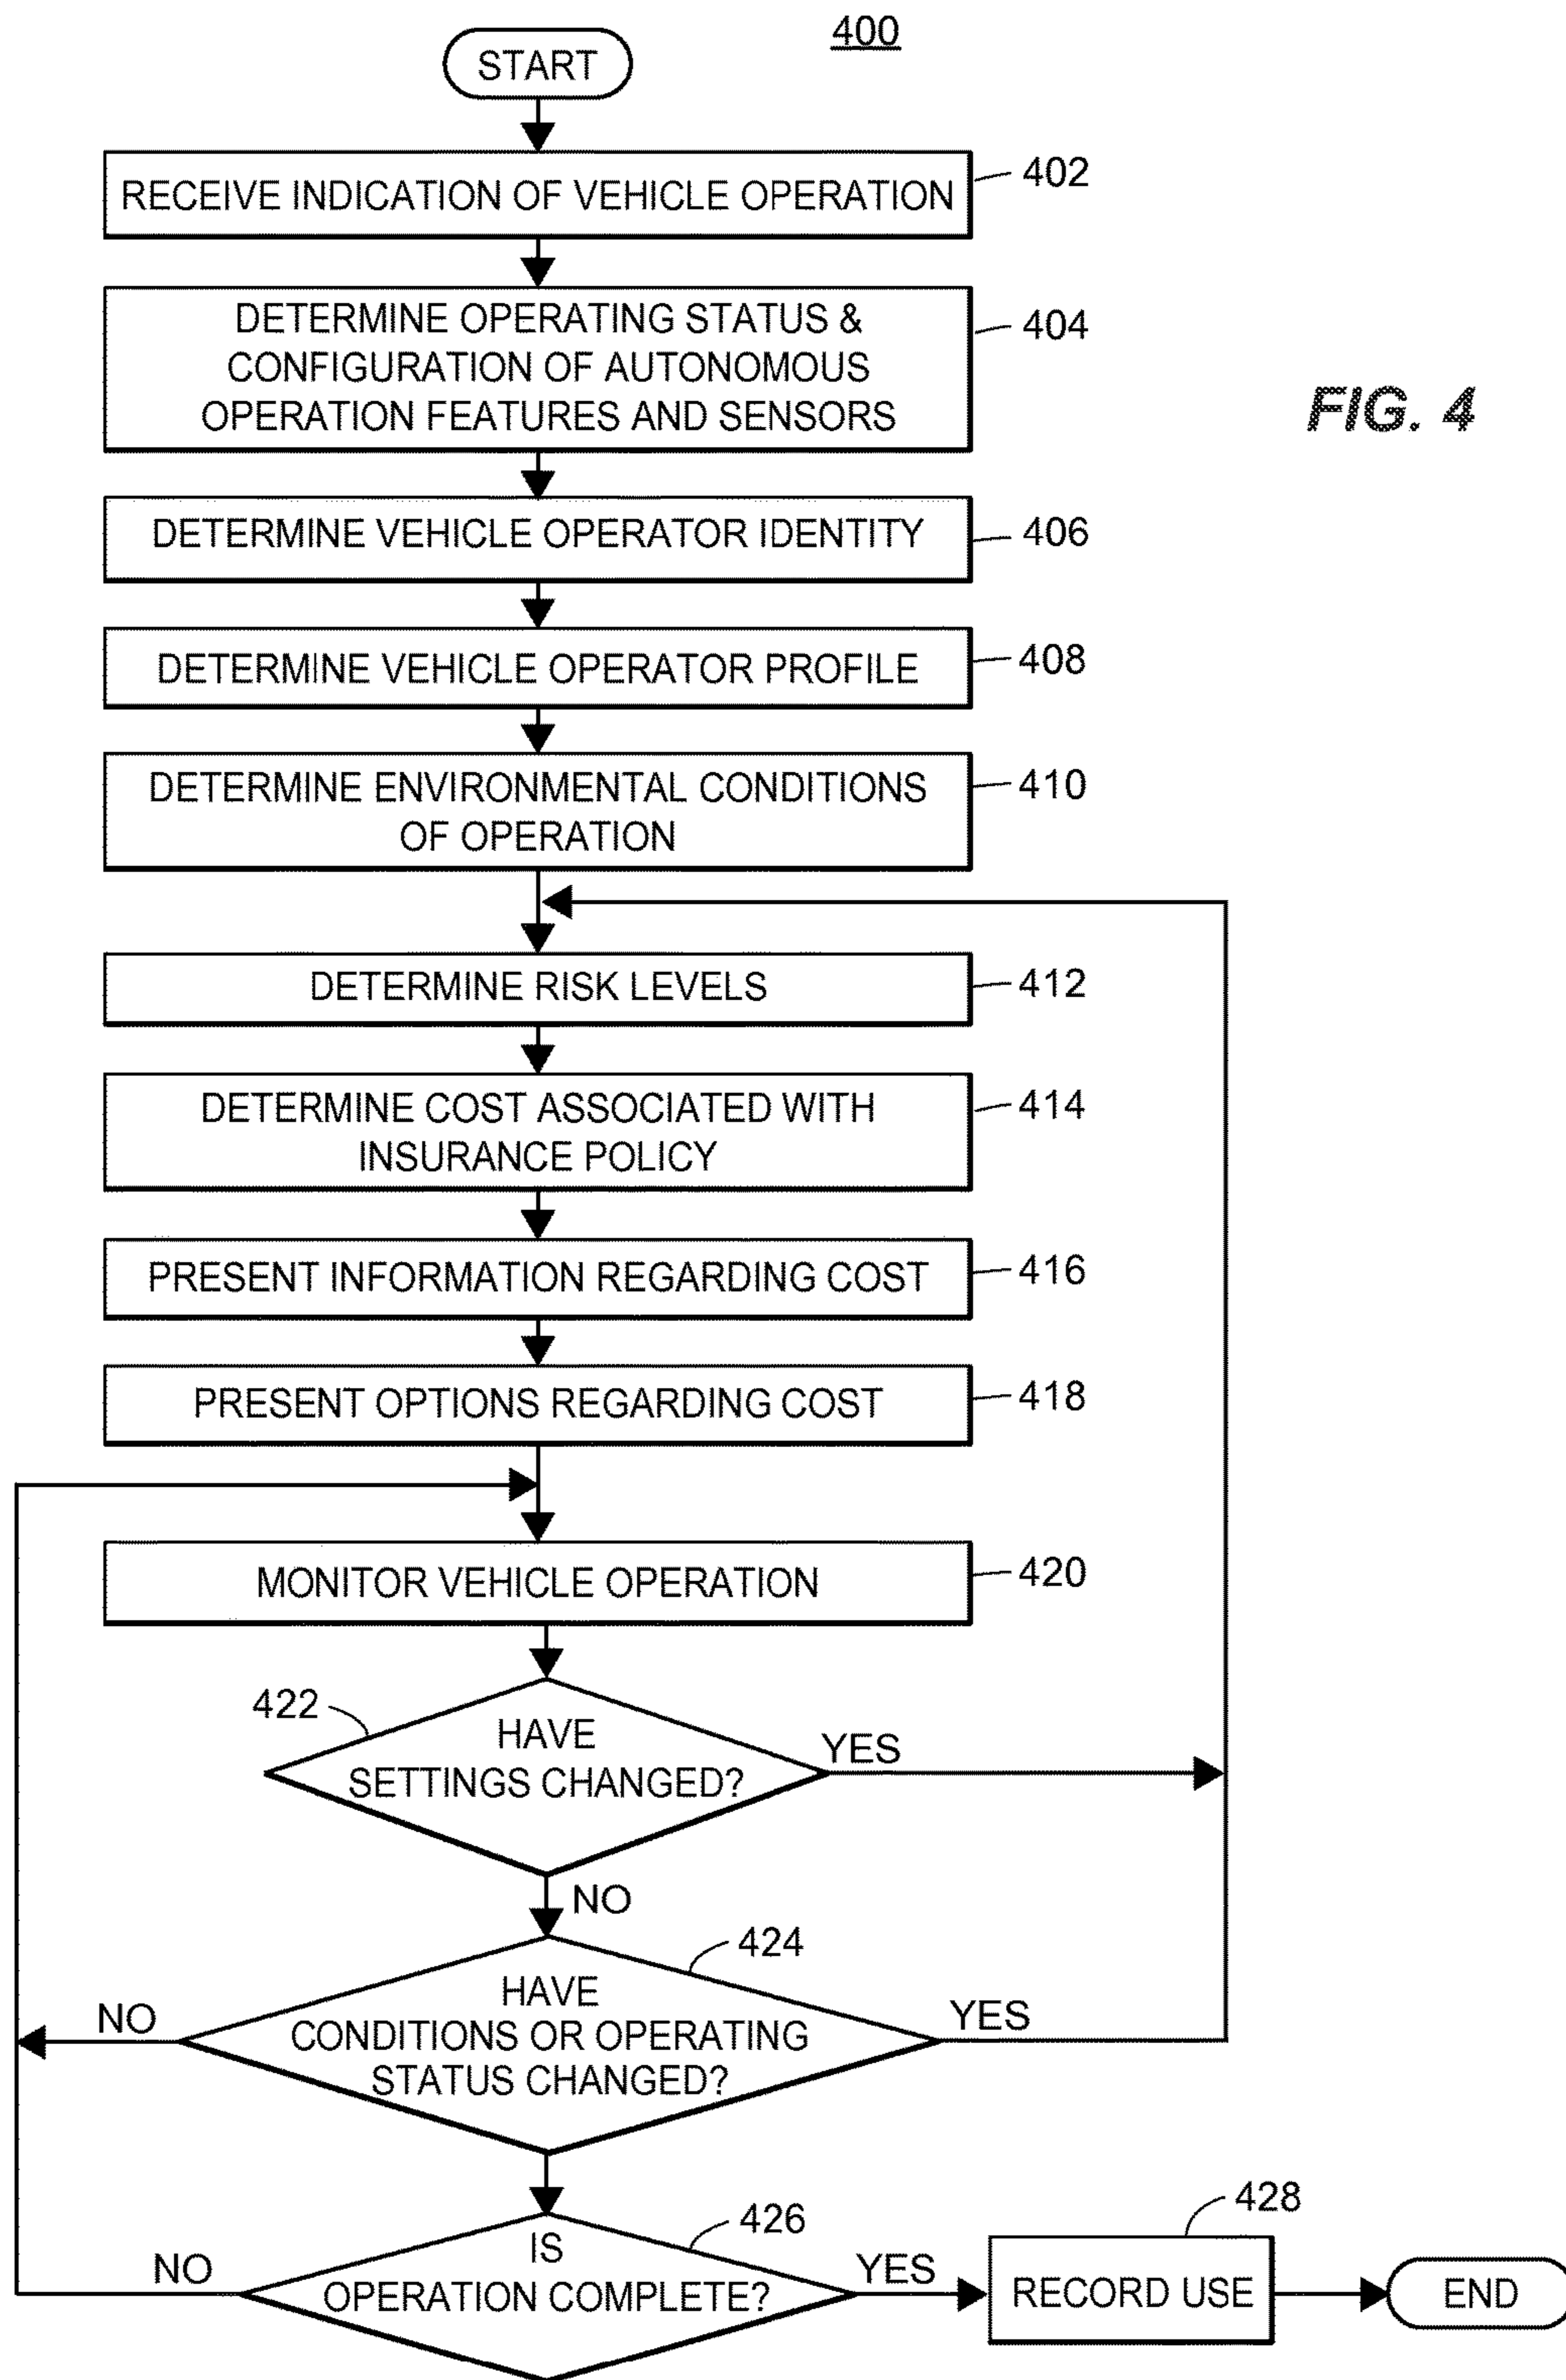 400
START
RECEIVE INDICATION OF VEHICLE OPERATION
402
DETERMINE OPERATING STATUS &
CONFIGURATION OF AUTONOMOUS
OPERATION FEATURES AND SENSORS
404
FIG. 4
DETERMINE VEHICLE OPERATOR IDENTITY
406
DETERMINE VEHICLE OPERATOR PROFILE
408
DETERMINE ENVIRONMENTAL CONDITIONS
OF OPERATION
410
DETERMINE RISK LEVELS
412
DETERMINE COST ASSOCIATED WITH
INSURANCE POLICY
414
PRESENT INFORMATION REGARDING COST
416
PRESENT OPTIONS REGARDING COST
418
MONITOR VEHICLE OPERATION
420
422
HAVE
SETTINGS CHANGED?
YES
NO
424
HAVE
CONDITIONS OR OPERATING
STATUS CHANGED?
NO
YES
426
IS
OPERATION COMPLETE?
NO
YES
428
RECORD USE
END